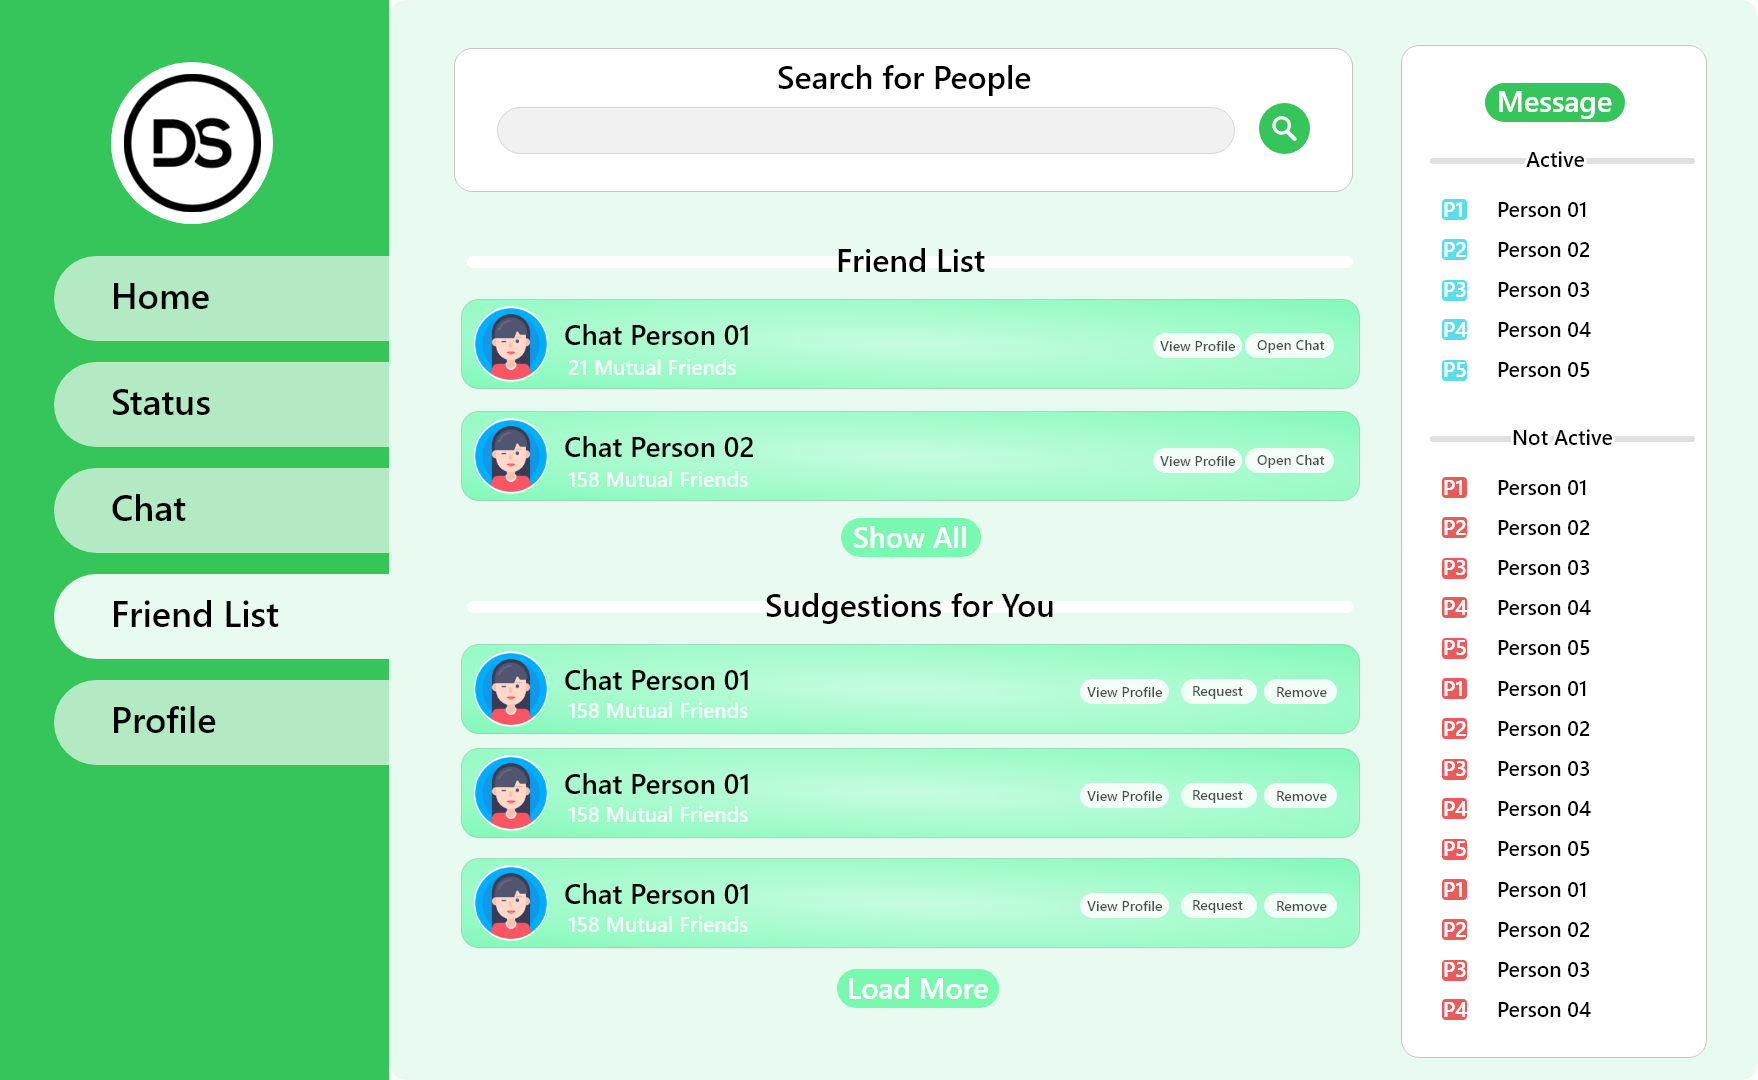 DS
Home
Status
Chat
Friend List
Profile
Search for People
Friend List
Chat Person 01
21 Mutual Friends
View Profile
Open Chat
Chat Person 02
158 Mutual Friends
View Profile
Open Chat
Show All
Sudgestions for You
Chat Person 01
158 Mutual Friends
View Profile
Request
Remove
Chat Person 01
158 Mutual Friends
View Profile
Request
Remove
Chat Person 01
158 Mutual Friends
View Profile
Request
Remove
Load More
Message
Active
P1 Person 01
P2 Person 02
P3 Person 03
P4 Person 04
P5 Person 05
Not Active
P1 Person 01
P2 Person 02
P3 Person 03
P4 Person 04
P5 Person 05
P1 Person 01
P2 Person 02
P3 Person 03
P4 Person 04
P5 Person 05
P1 Person 01
P2 Person 02
P3 Person 03
P4 Person 04